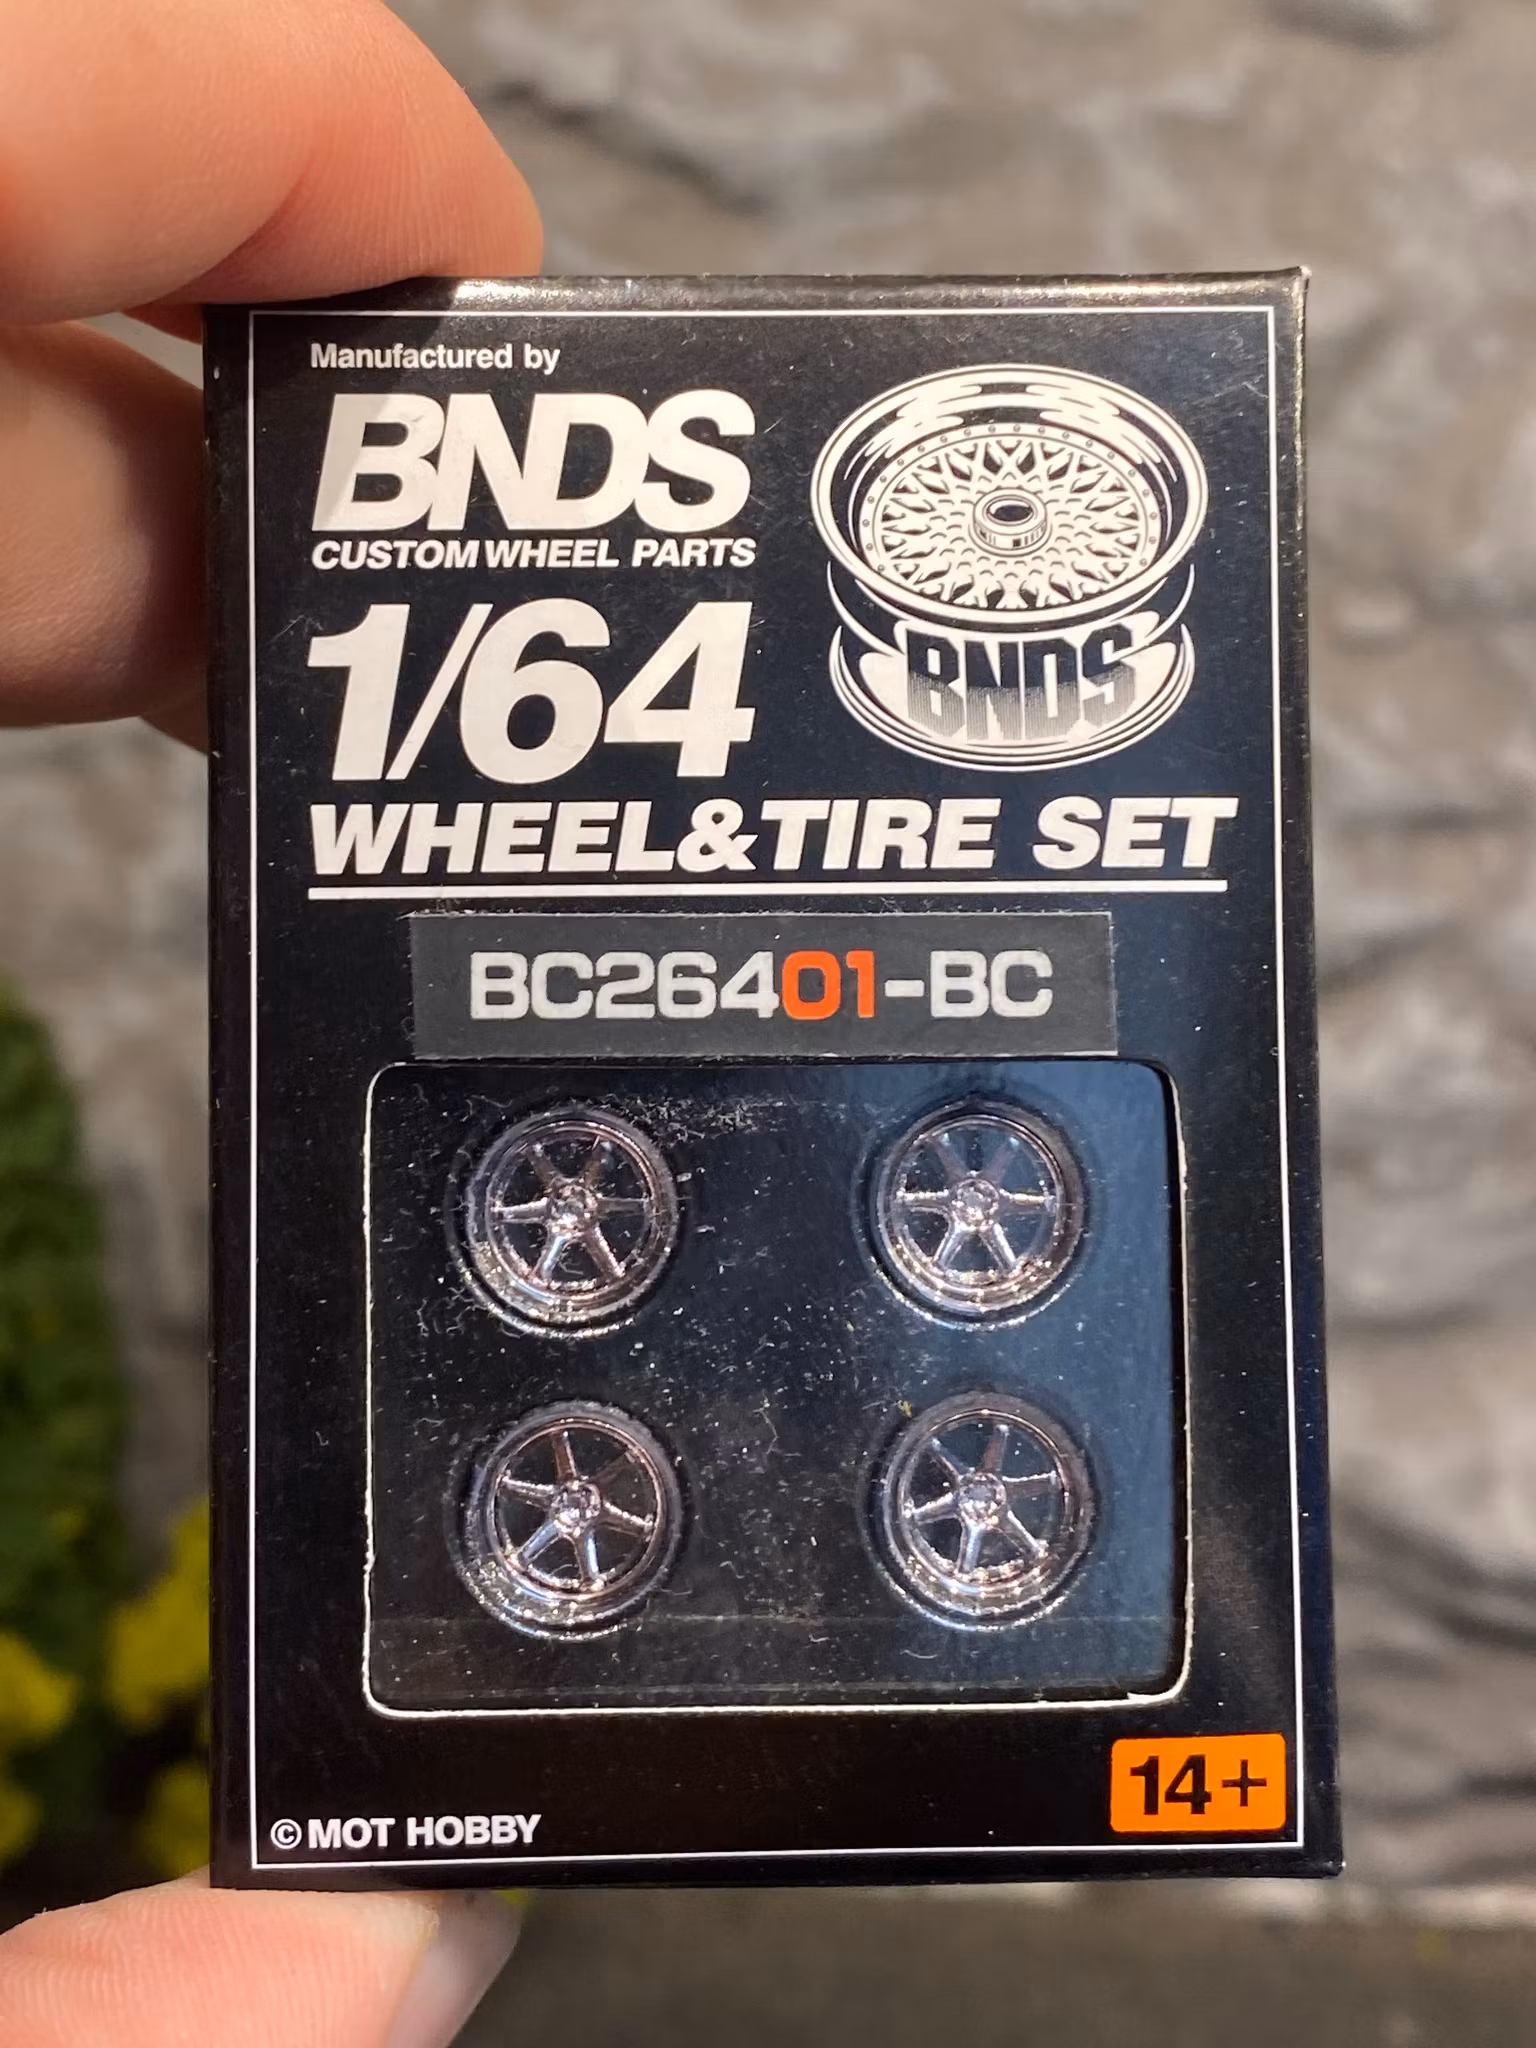 Manufactured by
BNDS
CUSTOM WHEEL PARTS
BNDS
1/64
WHEEL&TIRE SET
BC26401-BC
14+
©MOT HOBBY